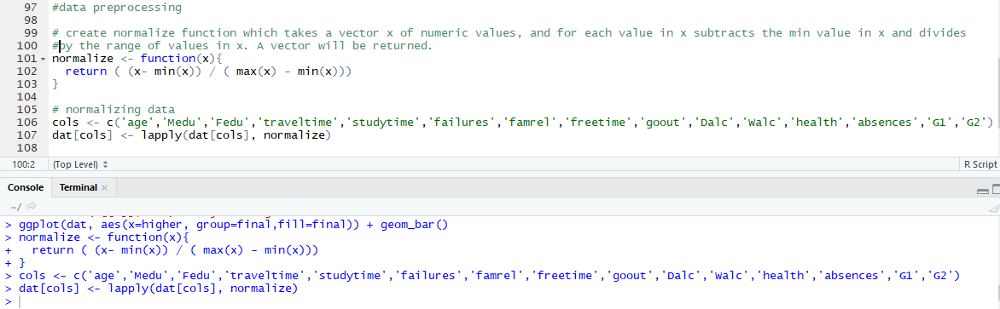 97 #data preprocessing
98
99 # create normalize function which takes a vector x of numeric values, and for each value in x subtracts the min value in x and divides
100 #by the range of values in x. A vector will be returned.
101 normalize <- function(x){
102 return ( (x- min(x)) / ( max(x) - min(x)))
103 }
104
105 # normalizing data
106 cols <- c('age','Medu','Fedu','traveltime','studytime','failures','famrel','freetime','goout','Dalc','Walc','health','absences','G1','G2')
107 dat[cols] <- lapply(dat[cols], normalize)
108
100:2 (Top Level) R Script
Console Terminal
~/
> ggplot(dat, aes(x=higher, group=final,fill=final)) + geom_bar()
> normalize <- function(x){
+ return ( (x- min(x)) / ( max(x) - min(x)))
+ }
> cols <- c('age','Medu','Fedu','traveltime','studytime','failures','famrel','freetime','goout','Dalc','Walc','health','absences','G1','G2')
> dat[cols] <- lapply(dat[cols], normalize)
>